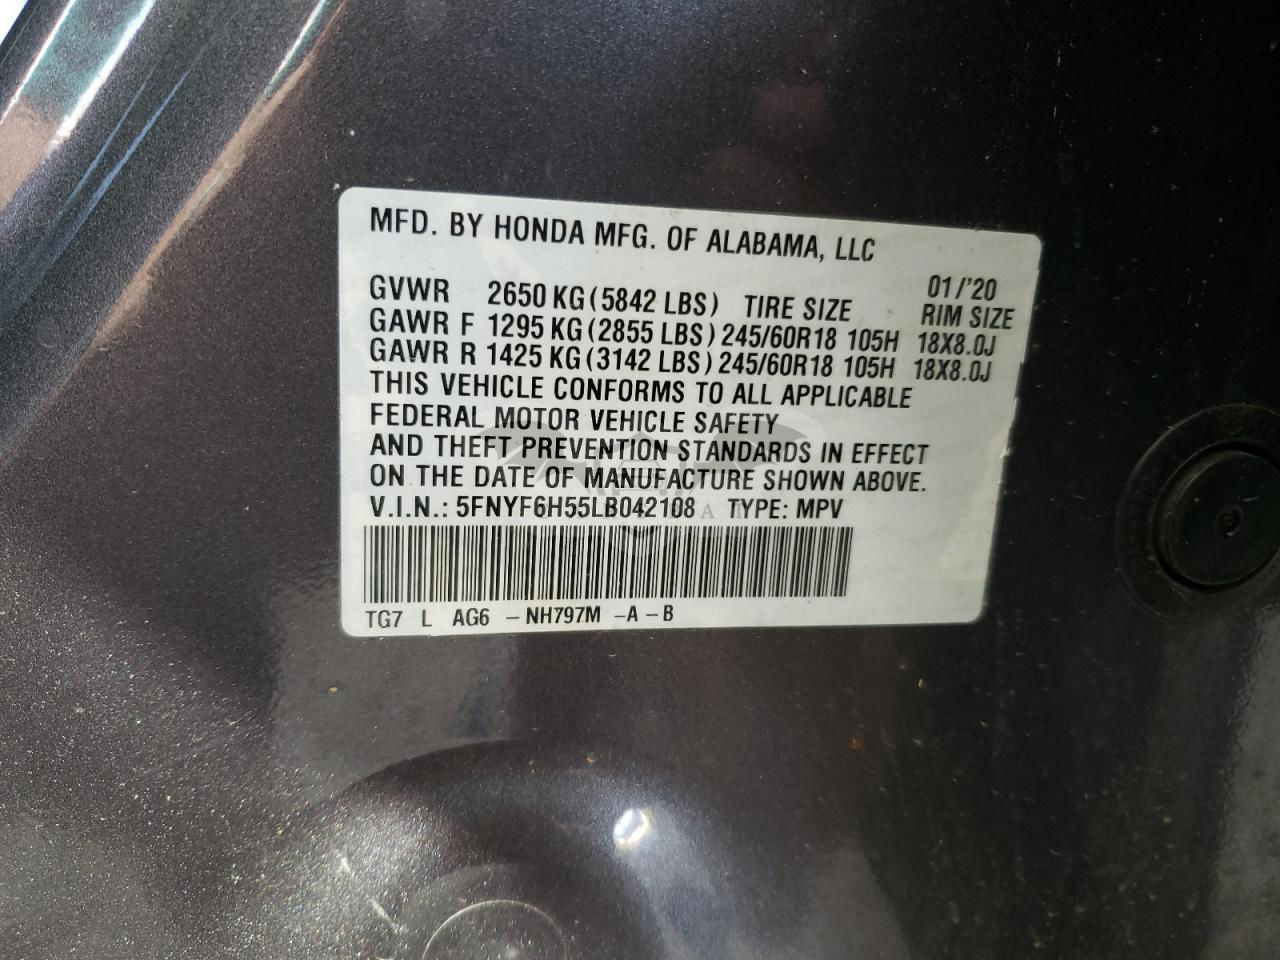 MFD. BY HONDA MFG. OF ALABAMA, LLC
01/'20
GVWR 2650 KG (5842 LBS) TIRE SIZE RIM SIZE
GAWR F 1295 KG (2855 LBS) 245/60R18 105H 18X8.0J
GAWR R 1425 KG (3142 LBS) 245/60R18 105H 18X8.0J
THIS VEHICLE CONFORMS TO ALL APPLICABLE
FEDERAL MOTOR VEHICLE SAFETY
AND THEFT PREVENTION STANDARDS IN EFFECT
ON THE DATE OF MANUFACTURE SHOWN ABOVE.
V.I.N.: 5FNYF6H55LB042108 TYPE: MPV
TG7 L AG6 -NH797M -A -B